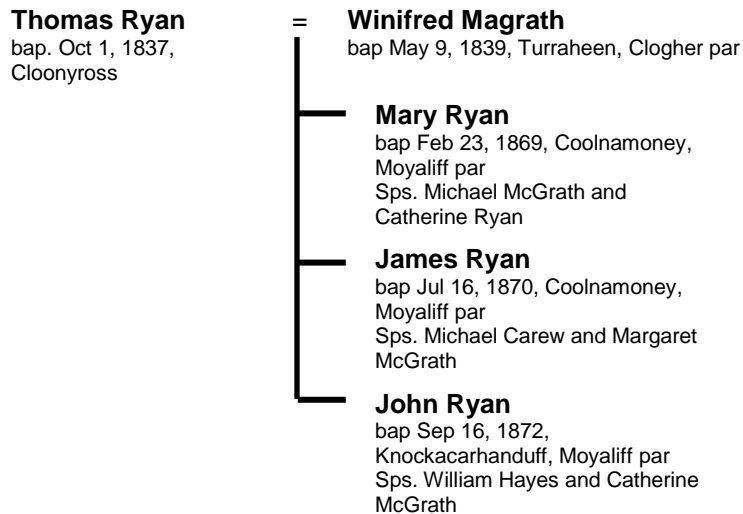 Thomas Ryan = Winifred Magrath
bap. Oct 1, 1837, bap May 9, 1839, Turraheen, Clogher par
Cloonyross
Mary Ryan
bap Feb 23, 1869, Coolnamoney,
Moyaliff par
Sps. Michael McGrath and
Catherine Ryan
James Ryan
bap Jul 16, 1870, Coolnamoney,
Moyaliff par
Sps. Michael Carew and Margaret
McGrath
John Ryan
bap Sep 16, 1872,
Knockacarhanduff, Moyaliff par
Sps. William Hayes and Catherine
McGrath